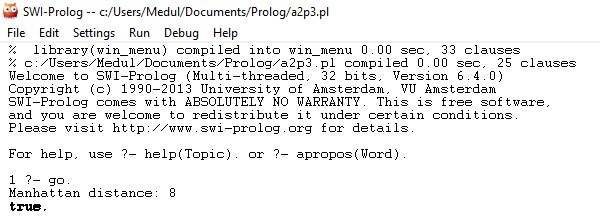 SWI-Prolog -- c:/Users/Medul/Documents/Prolog/a2p3.pl
File Edit Settings Run Debug Help
% library(win_menu) compiled into win_menu 0.00 sec, 33 clauses
% c:/Users/Medul/Documents/Prolog/a2p3.pl compiled 0.00 sec, 25 clauses
Welcome to SWI-Prolog (Multi-threaded, 32 bits, Version 6.4.0)
Copyright (c) 1990-2013 University of Amsterdam, VU Amsterdam
SWI-Prolog comes with ABSOLUTELY NO WARRANTY. This is free software,
and you are welcome to redistribute it under certain conditions.
Please visit http://www.swi-prolog.org for details.
For help, use ?- help(Topic). or ?- apropos(Word).
1 ?- go.
Manhattan distance: 8
true.